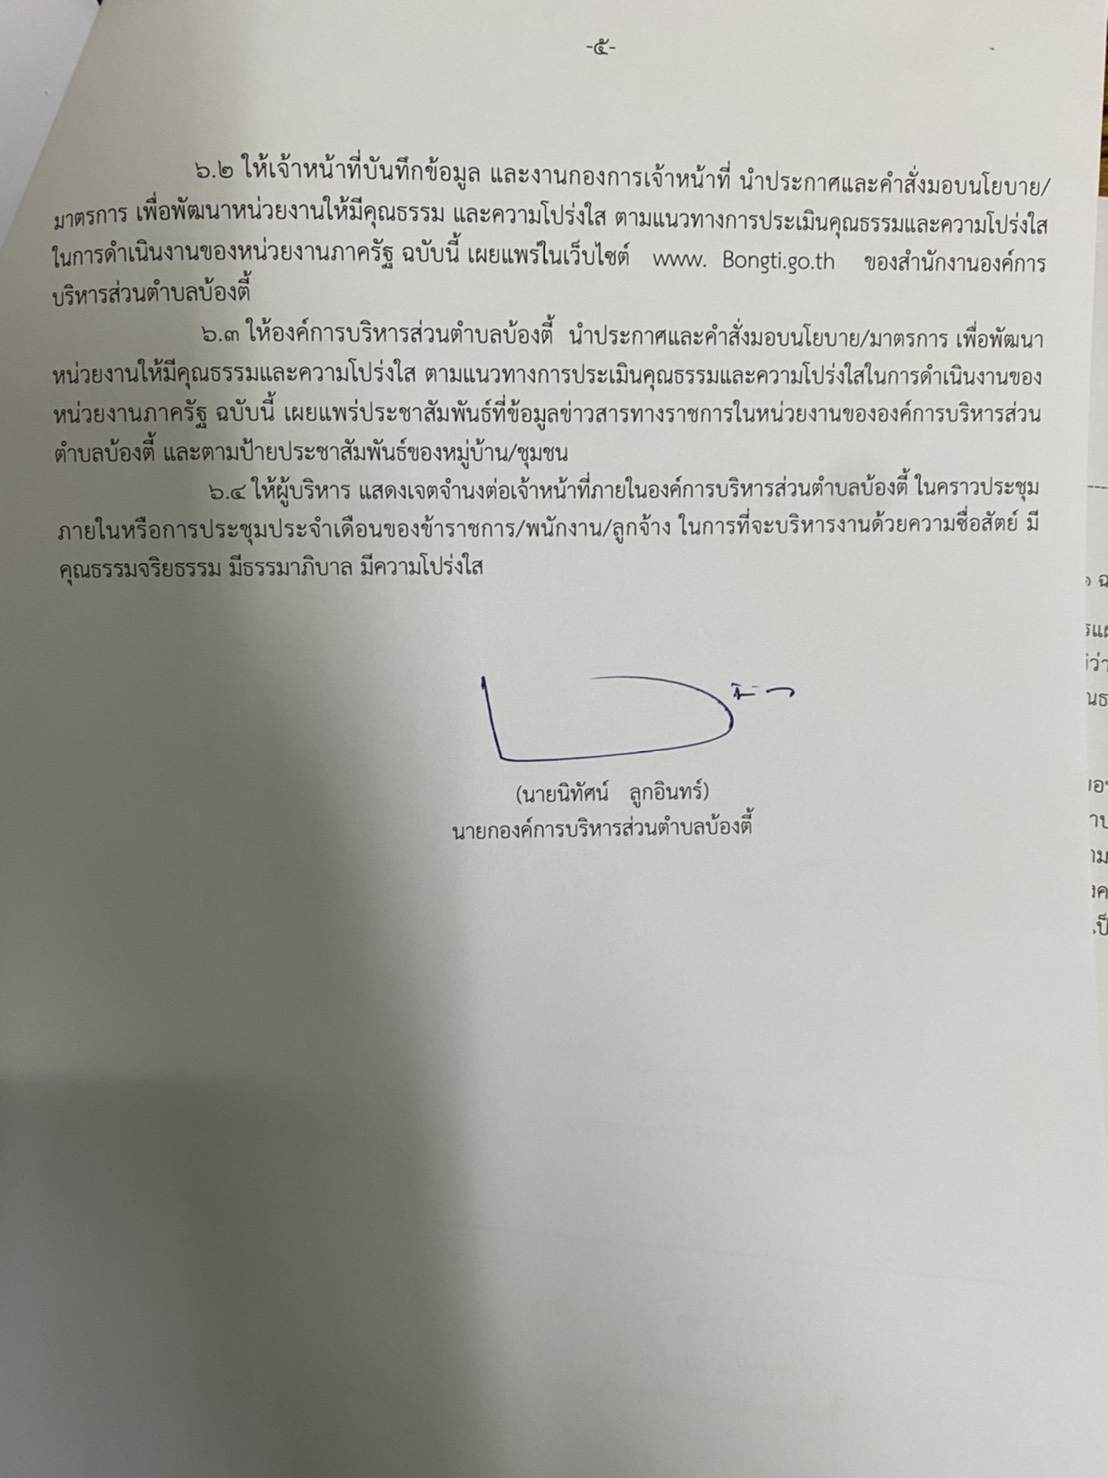 -๕-
๖.๒ ให้เจ้าหน้าที่บันทึกข้อมูล และงานกองการเจ้าหน้าที่ นำประกาศและคำสั่งมอบนโยบาย/
มาตรการ เพื่อพัฒนาหน่วยงานให้มีคุณธรรม และความโปร่งใส ตามแนวทางการประเมินคุณธรรมและความโปร่งใส
ในการดำเนินงานของหน่วยงานภาครัฐ ฉบับนี้ เผยแพร่ในเว็บไซต์ www. Bongti.go.th ของสำนักงานองค์การ
บริหารส่วนตำบลบ้องตี้
๖.๓ ให้องค์การบริหารส่วนตำบลบ้องตี้ นำประกาศและคำสั่งมอบนโยบาย/มาตรการ เพื่อพัฒนา
หน่วยงานให้มีคุณธรรมและความโปร่งใส ตามแนวทางการประเมินคุณธรรมและความโปร่งใสในการดำเนินงานของ
หน่วยงานภาครัฐ ฉบับนี้ เผยแพร่ประชาสัมพันธ์ที่ข้อมูลข่าวสารทางราชการในหน่วยงานขององค์การบริหารส่วน
ตำบลบ้องตี้ และตามป้ายประชาสัมพันธ์ของหมู่บ้าน/ชุมชน
๖.๔ ให้ผู้บริหาร แสดงเจตจำนงต่อเจ้าหน้าที่ภายในองค์การบริหารส่วนตำบลบ้องตี้ ในคราวประชุม
ภายในหรือการประชุมประจำเดือนของข้าราชการ/พนักงาน/ลูกจ้าง ในการที่จะบริหารงานด้วยความซื่อสัตย์ มี
คุณธรรมจริยธรรม มีธรรมาภิบาล มีความโปร่งใส
(นายนิทัศน์ ลูกอินทร์)
นายกองค์การบริหารส่วนตำบลบ้องตี้